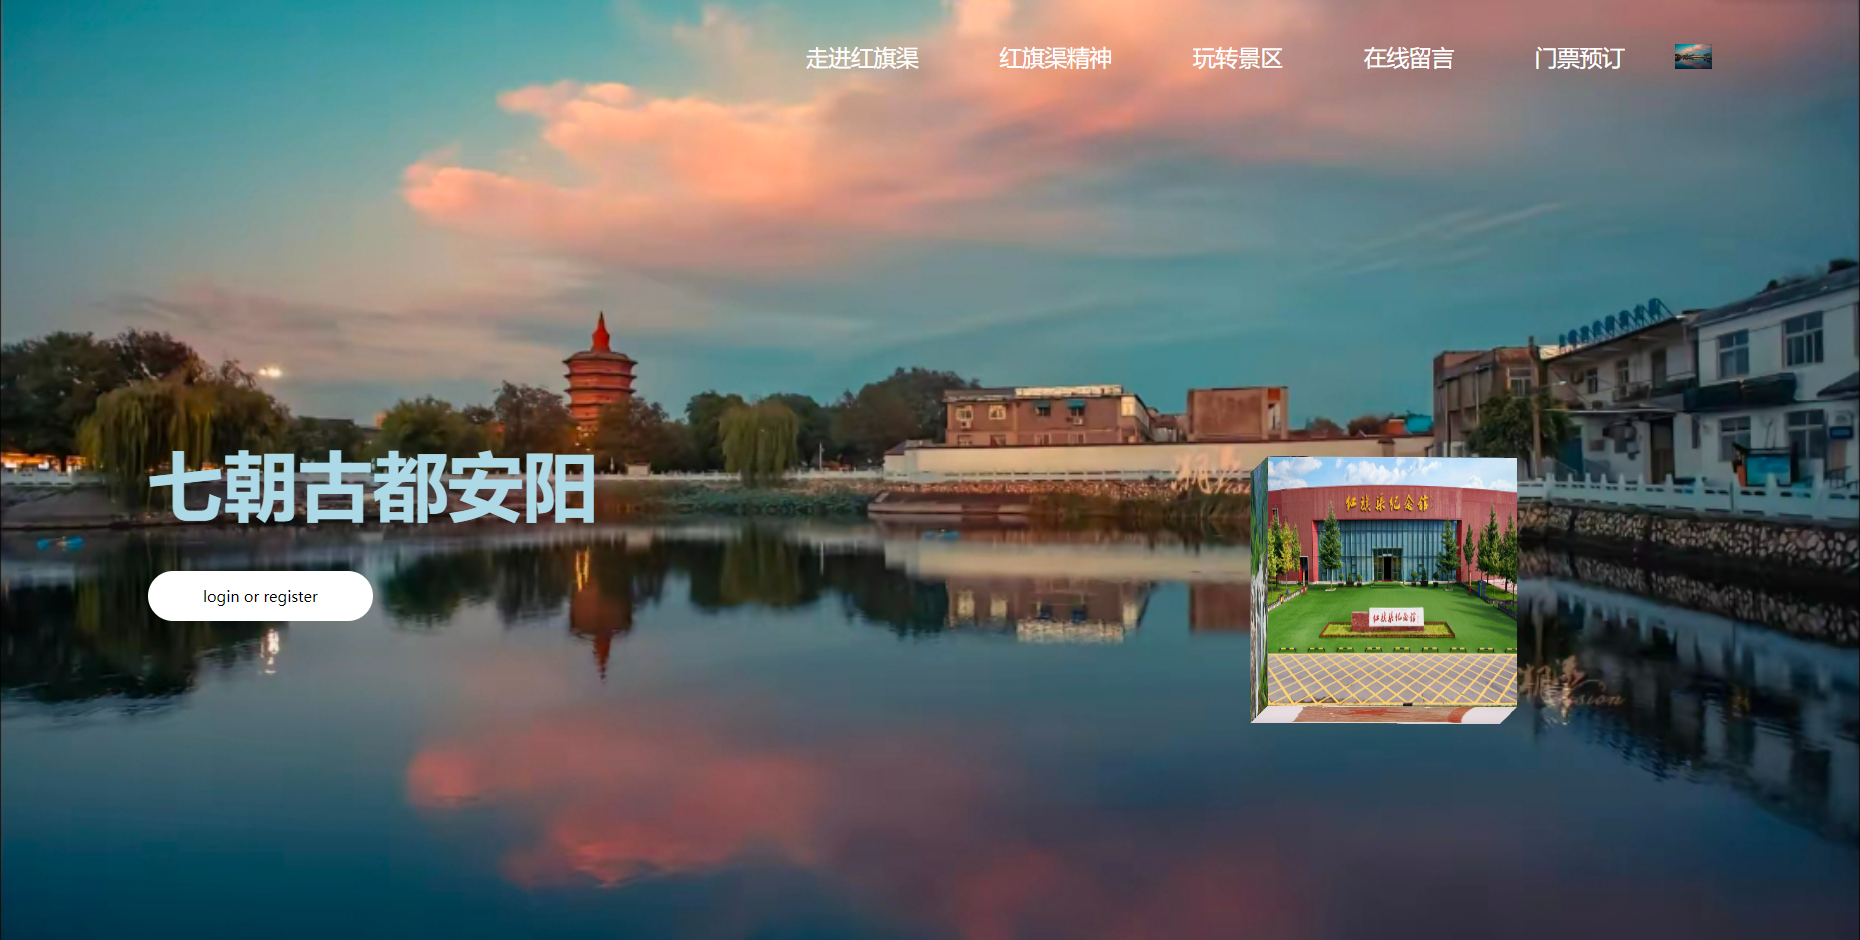 走进红旗渠
红旗渠精神
玩转景区
在线留言
门票预订
七朝古都安阳
login or register
红旗渠纪念馆
红旗渠纪念馆